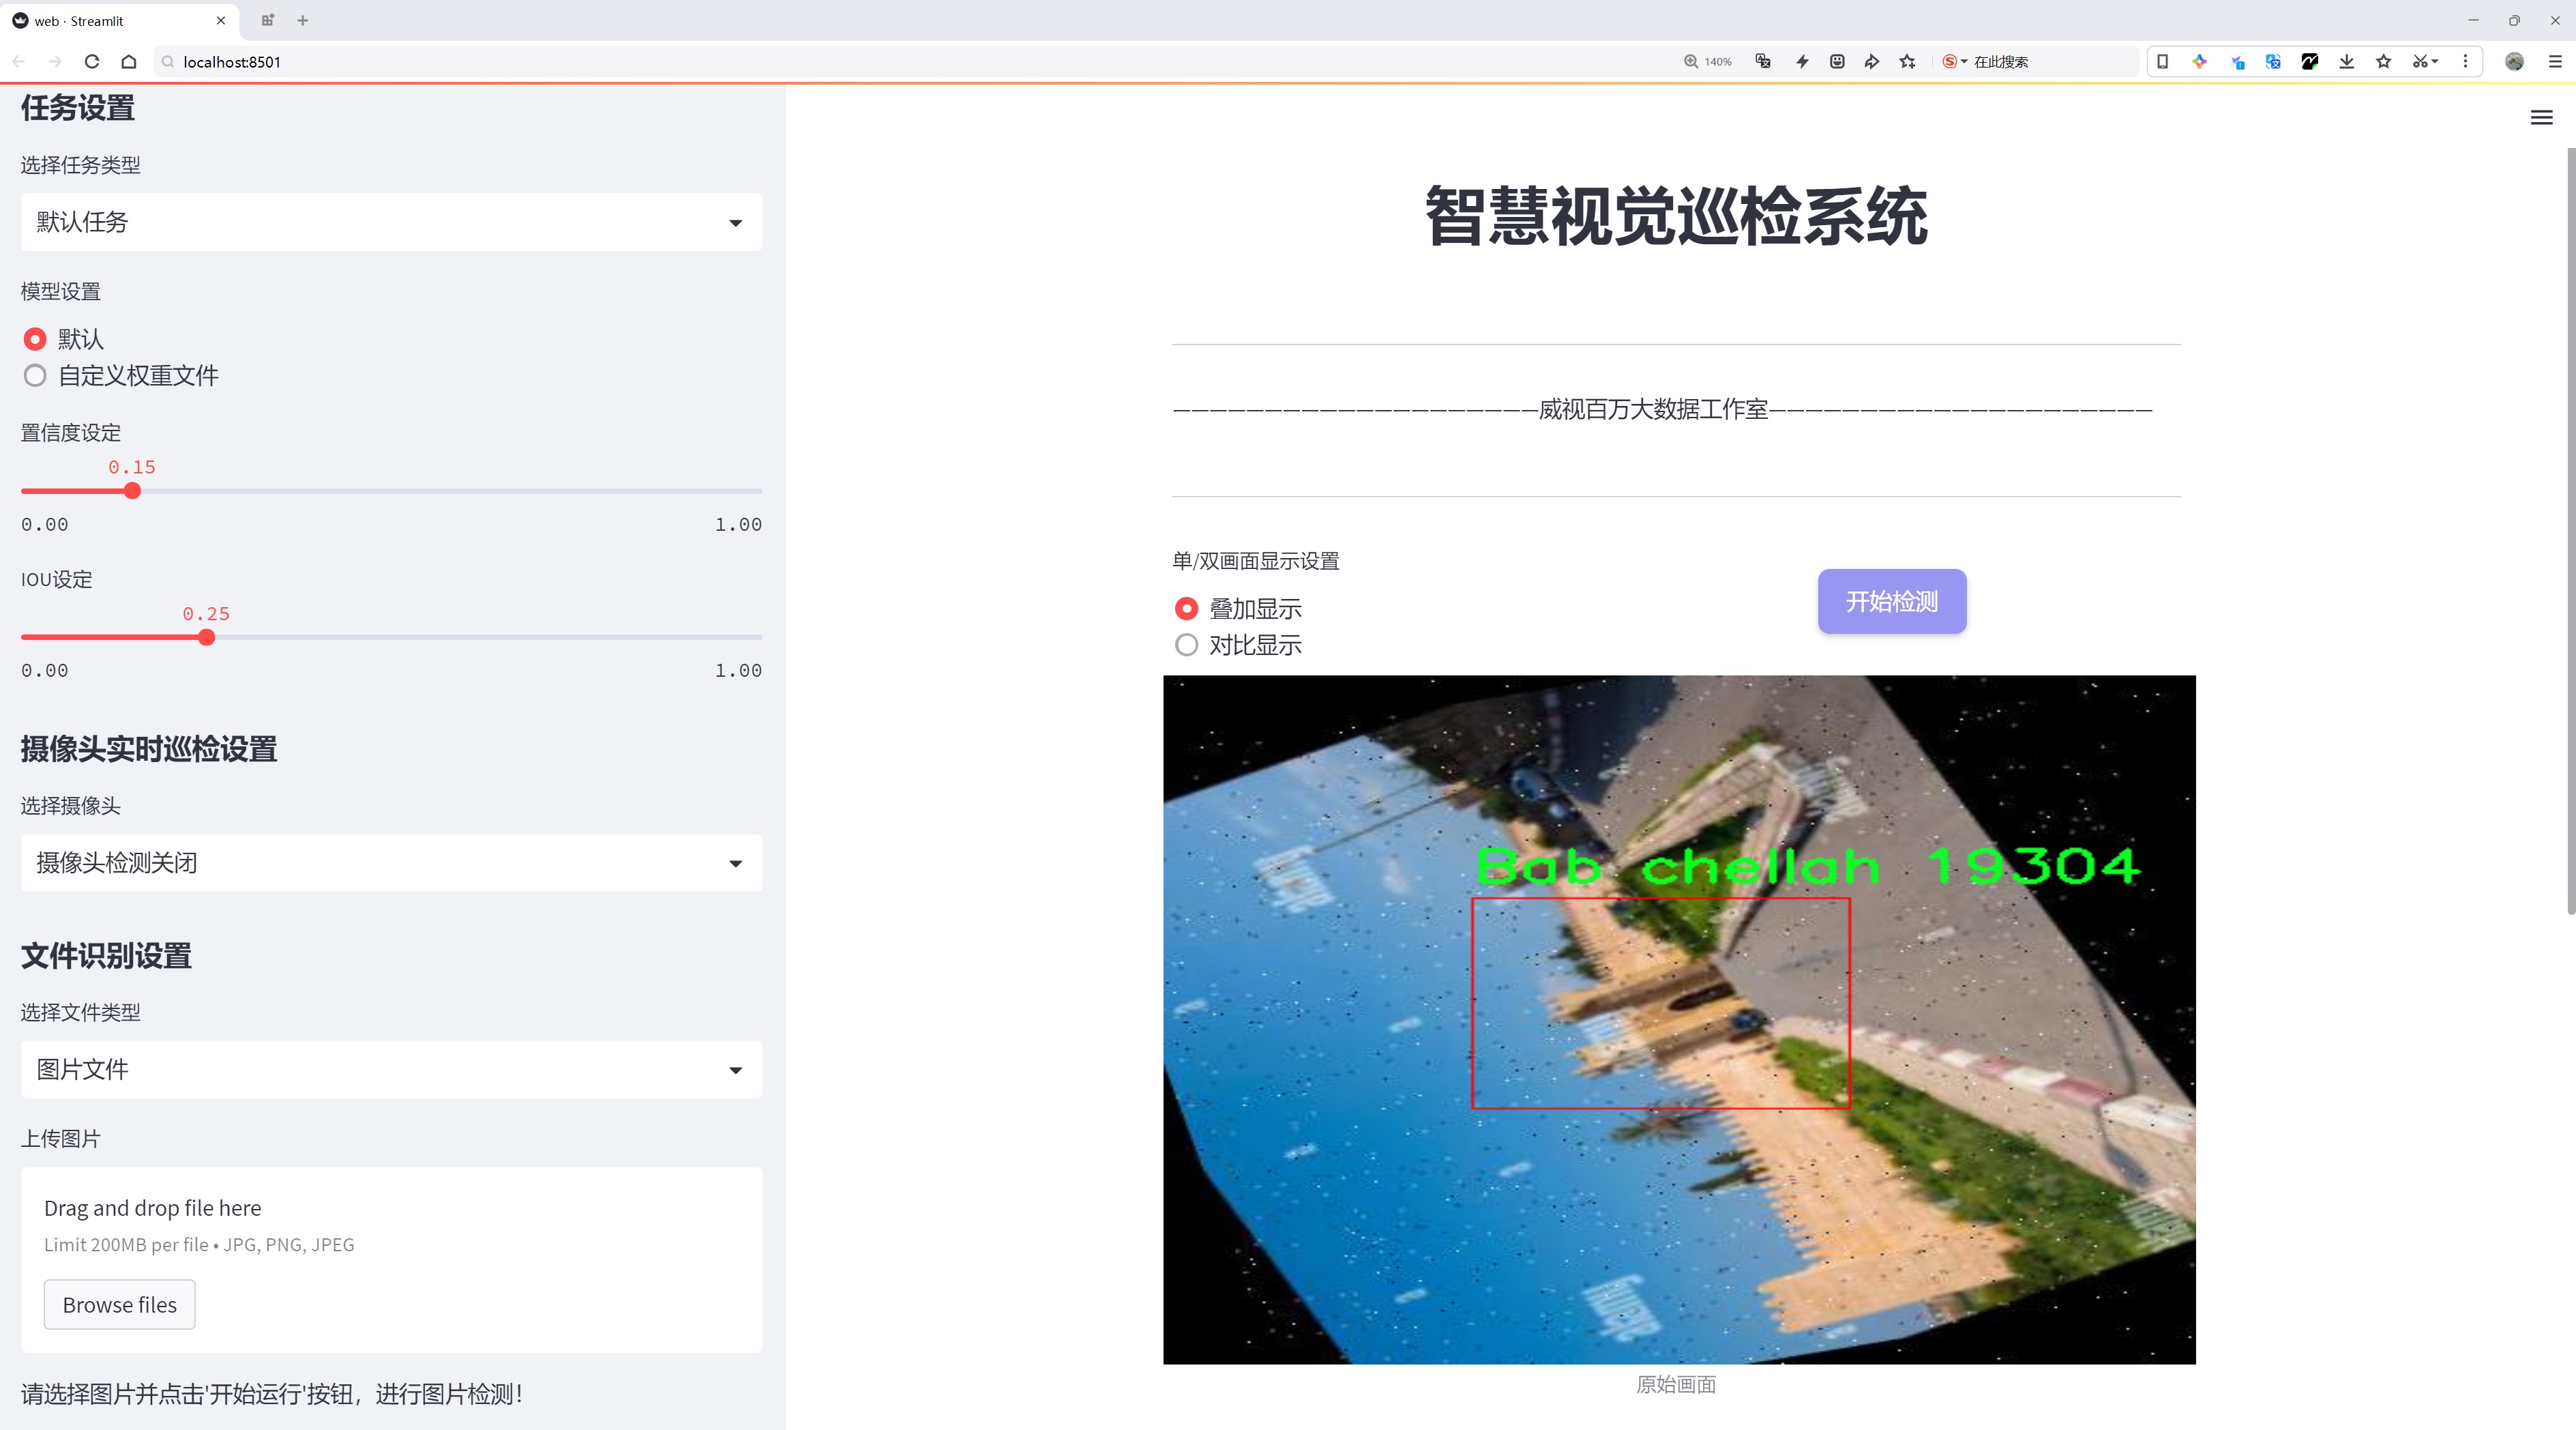 web · Streamlit
localhost:8501
140%
在此搜索
任务设置
选择任务类型
默认任务
模型设置
默认
自定义权重文件
置信度设定
0.15
0.00
1.00
IOU设定
0.25
0.00
1.00
摄像头实时巡检设置
选择摄像头
摄像头检测关闭
文件识别设置
选择文件类型
图片文件
上传图片
Drag and drop file here
Limit 200MB per file • JPG, PNG, JPEG
Browse files
请选择图片并点击'开始运行'按钮，进行图片检测！
智慧视觉巡检系统
————————————————————威视百万大数据工作室—————————————————————
单/双画面显示设置
叠加显示
对比显示
开始检测
Bab chellah 19304
原始画面